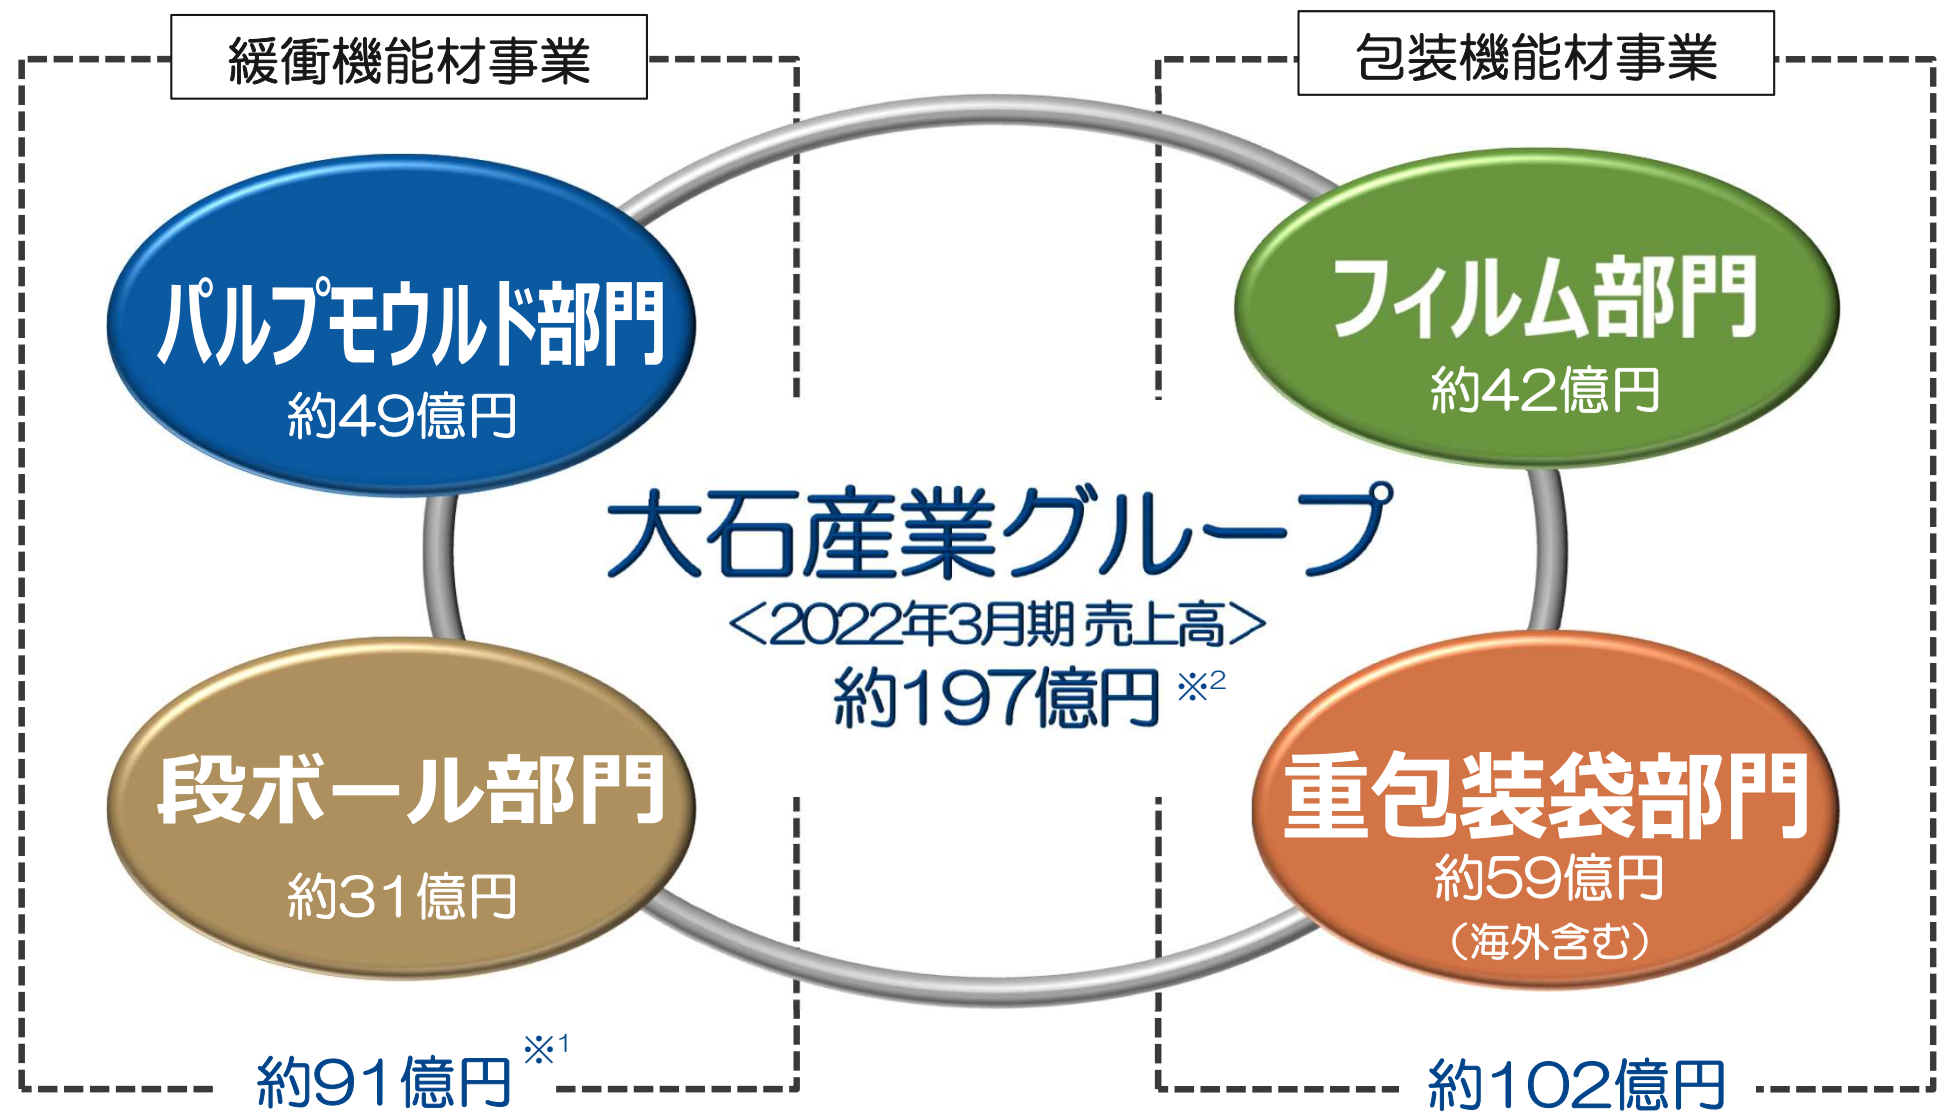 緩衝機能材事業
包装機能材事業
パルプモウルド部門
約49億円
フィルム部門
約42億円
大石産業グループ
＜2022年3月期 売上高＞
約197億円 ※2
段ボール部門
約31億円
重包装袋部門
約59億円
（海外含む）
約91億円 ※1
約102億円